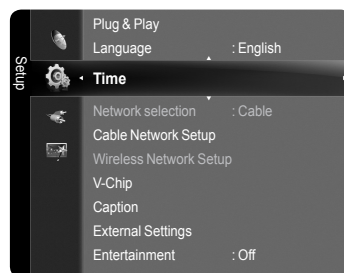 Setup
Plug & Play
Language : English
Time
Network selection : Cable
Cable Network Setup
Wireless Network Setup
V-Chip
Caption
External Settings
Entertainment : Off